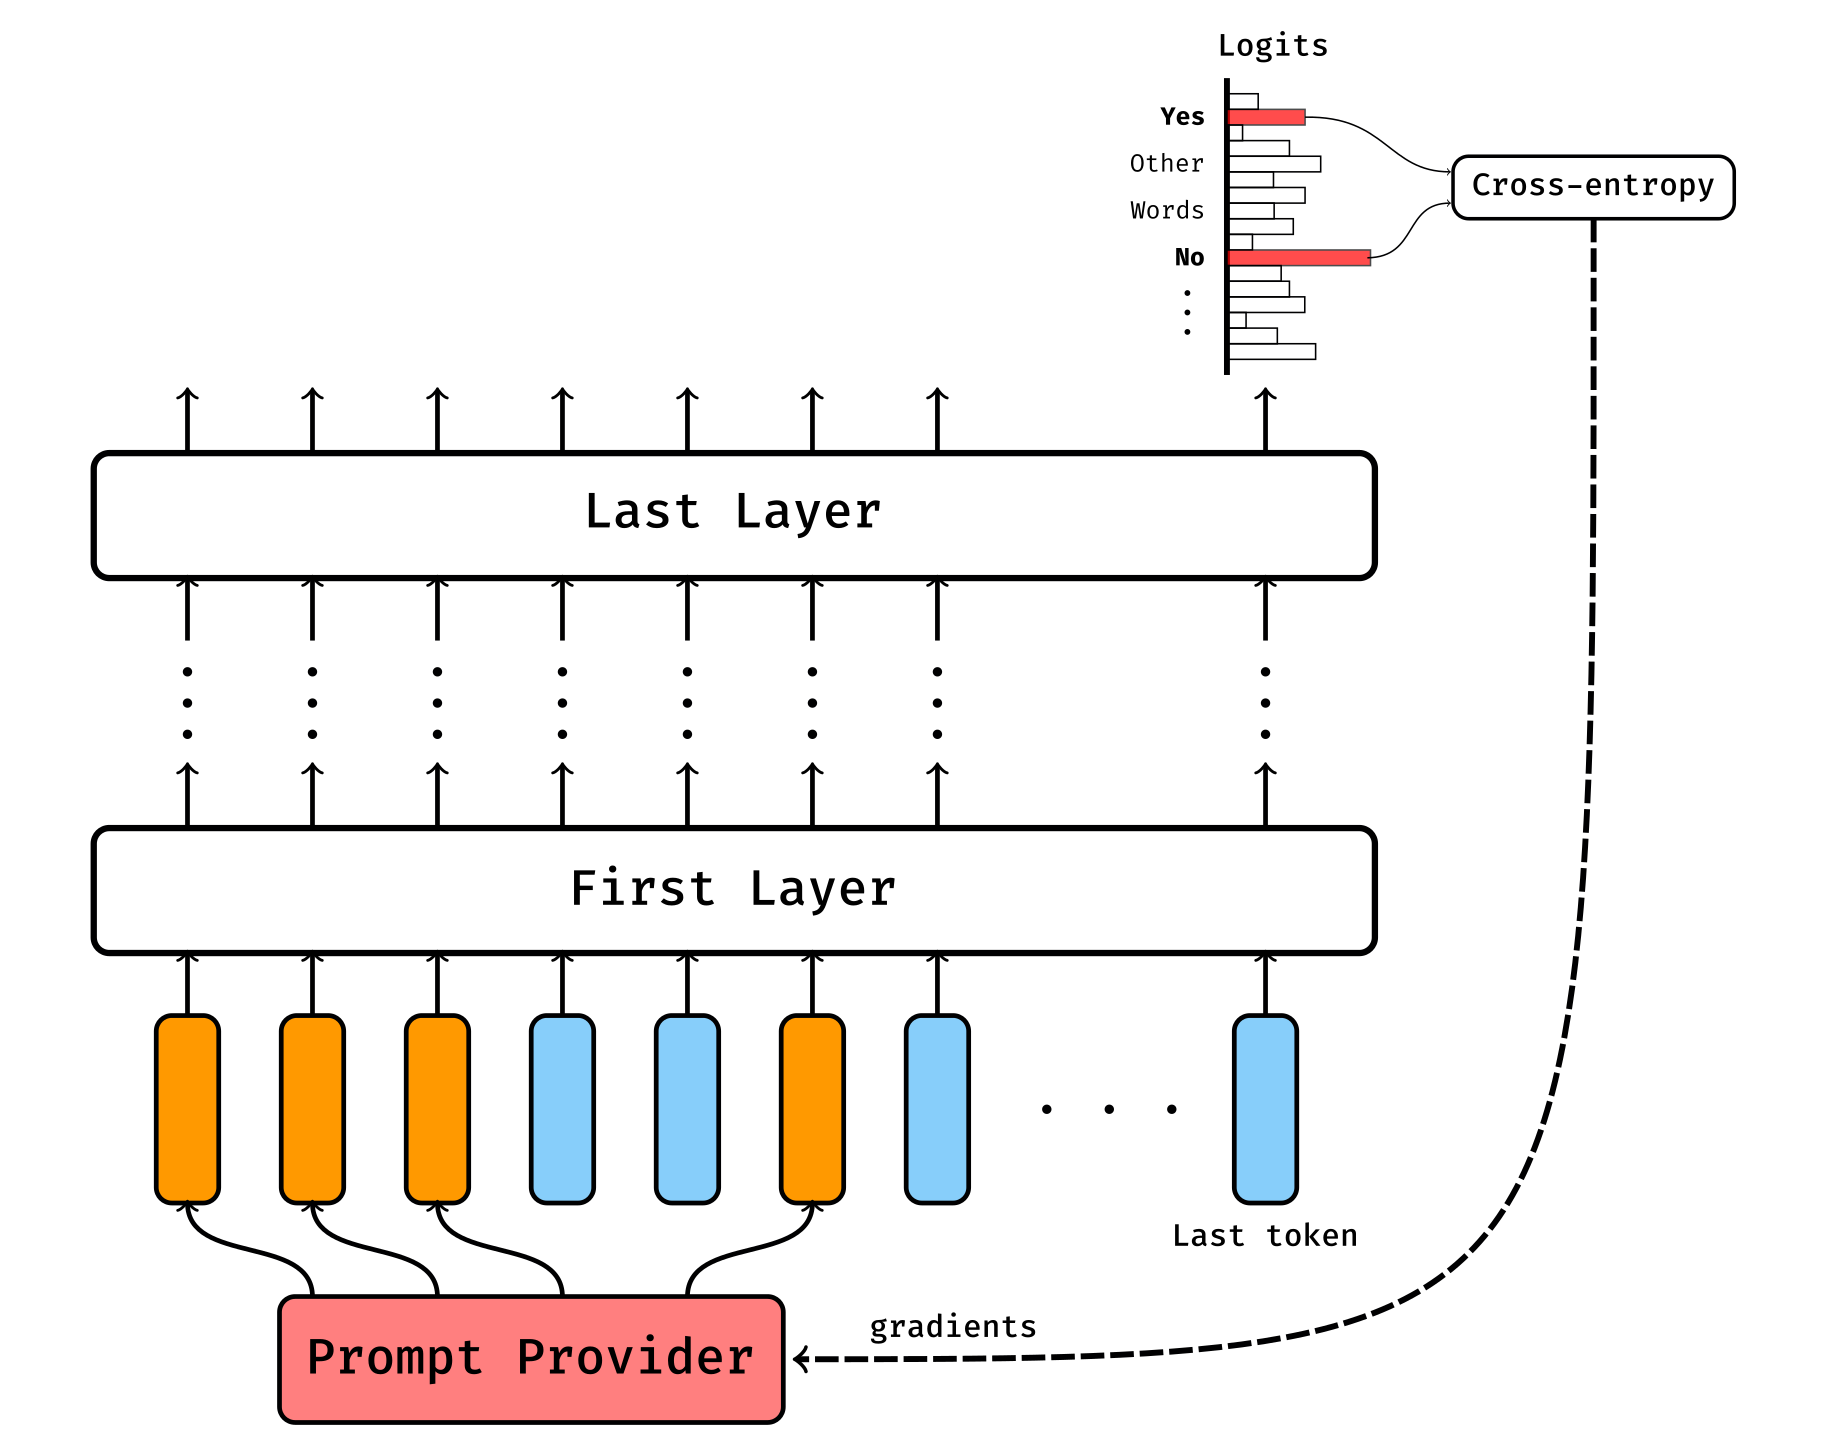 Logits
Yes
Other
Words
No
Cross-entropy
Last Layer
First Layer
Last token
gradients
Prompt Provider